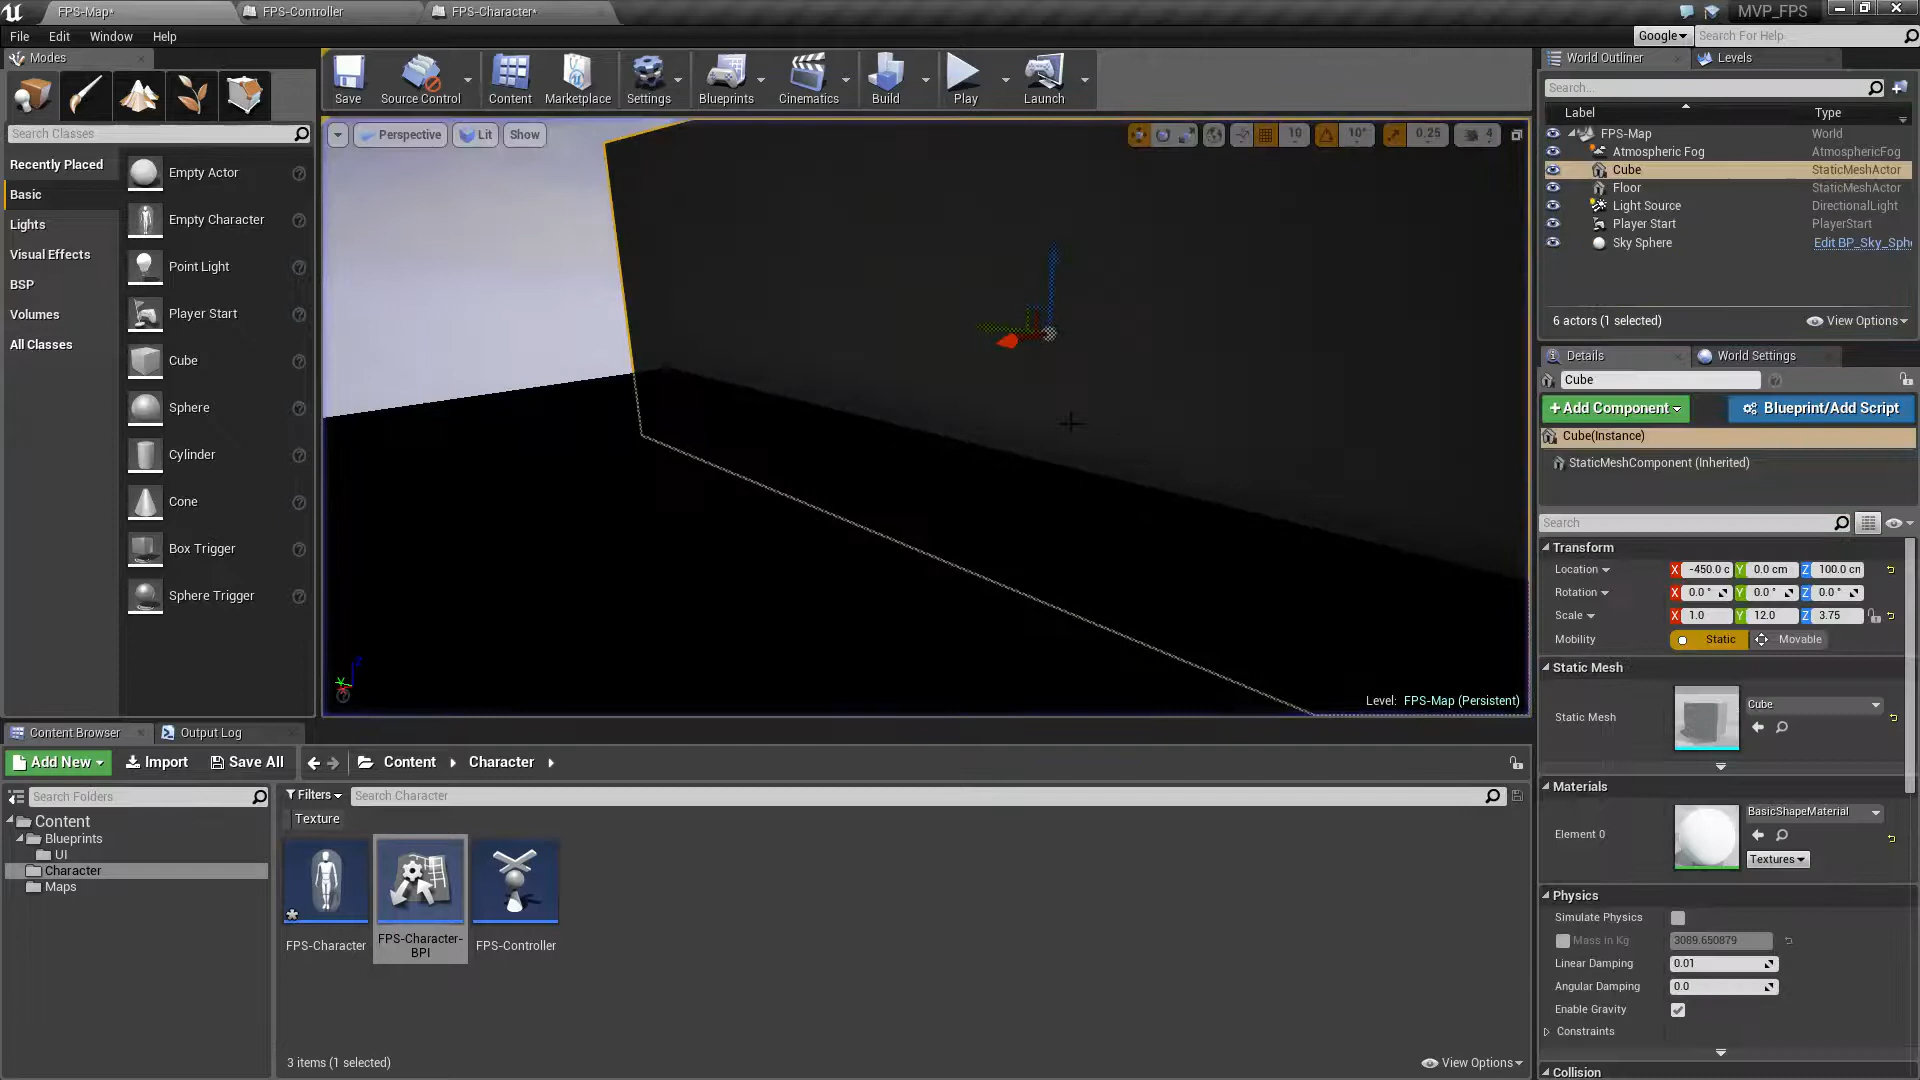 FPS-Map*
FPS-Controller
FPS-Character*
MVP_FPS
File Edit Window Help
Google
Search For Help
Modes
Search Classes
Recently Placed
Basic
Lights
Visual Effects
BSP
Volumes
All Classes
Empty Actor
Empty Character
Point Light
Player Start
Cube
Sphere
Cylinder
Cone
Box Trigger
Sphere Trigger
Save
Source Control
Content
Marketplace
Settings
Blueprints
Cinematics
Build
Play
Launch
Perspective
Lit
Show
10
10°
0.25
4
Z
Y
Level: FPS-Map (Persistent)
World Outliner
Levels
Search...
Label Type
FPS-Map World
Atmospheric Fog AtmosphericFog
Cube StaticMeshActor
Floor StaticMeshActor
Light Source DirectionalLight
Player Start PlayerStart
Sky Sphere Edit BP_Sky_Sph
6 actors (1 selected)
View Options
Details
World Settings
Cube
+Add Component
Blueprint/Add Script
Cube(Instance)
StaticMeshComponent (Inherited)
Search
Transform
Location X -450.0 c Y 0.0 cm Z 100.0 cm
Rotation X 0.0 ° Y 0.0 ° Z 0.0 °
Scale X 1.0 Y 12.0 Z 3.75
Mobility Static Movable
Static Mesh
Static Mesh
Cube
Materials
Element 0
BasicShapeMaterial
Textures
Physics
Simulate Physics
Mass in Kg 3089.650879
Linear Damping 0.01
Angular Damping 0.0
Enable Gravity
Constraints
Collision
Content Browser
Output Log
Add New
Import
Save All
Content
Character
Search Folders
Content
Blueprints
UI
Character
Maps
Filters
Search Character
Texture
FPS-Character
FPS-Character-
BPI
FPS-Controller
3 items (1 selected)
View Options